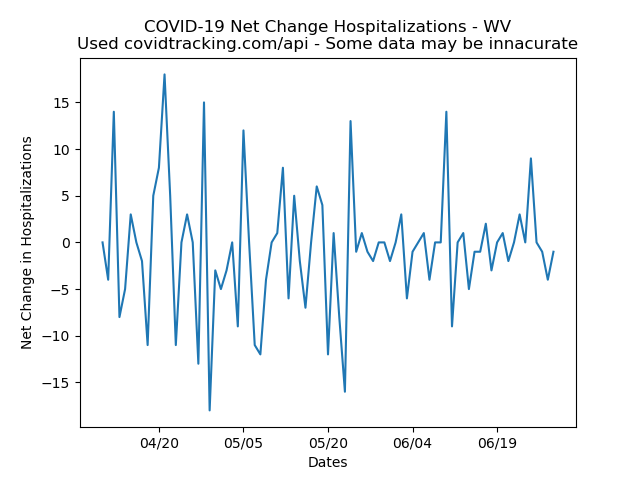 COVID-19 Net Change Hospitalizations - WV
Used covidtracking.com/api - Some data may be innacurate
Net Change in Hospitalizations
15
10
5
0
−5
−10
−15
04/20 05/05 05/20 06/04 06/19
Dates